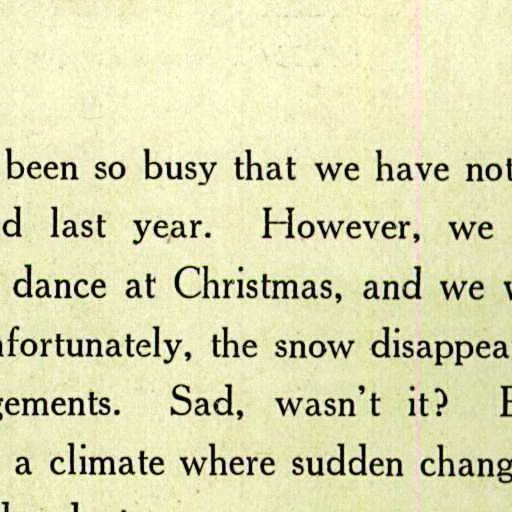 been so busy that we have not
d last year. However, we
dance at Christmas, and we
nfortunately, the snow disappea
gements. Sad, wasn't it?
a climate where sudden chang